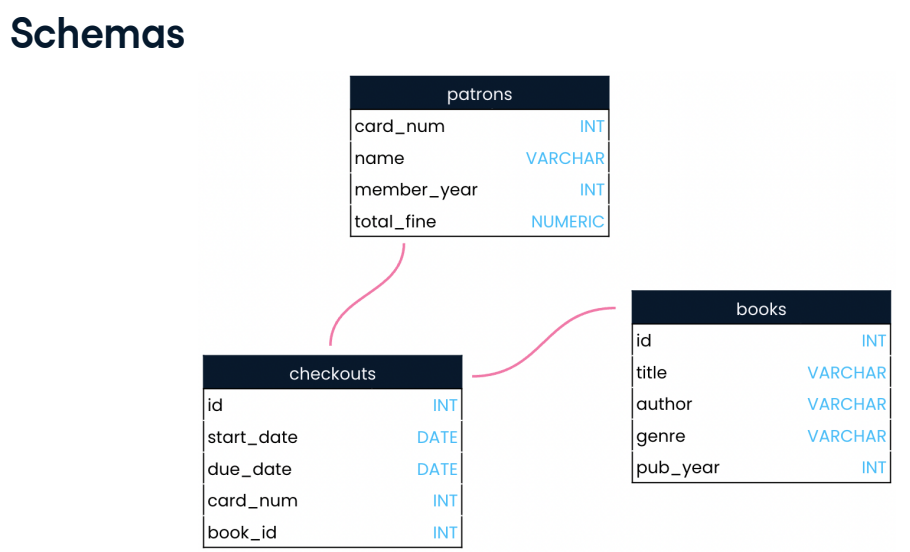 Schemas
patrons
card_num INT
name VARCHAR
member_year INT
total_fine NUMERIC
books
id INT
title VARCHAR
author VARCHAR
genre VARCHAR
pub_year INT
checkouts
id INT
start_date DATE
due_date DATE
card_num INT
book_id INT